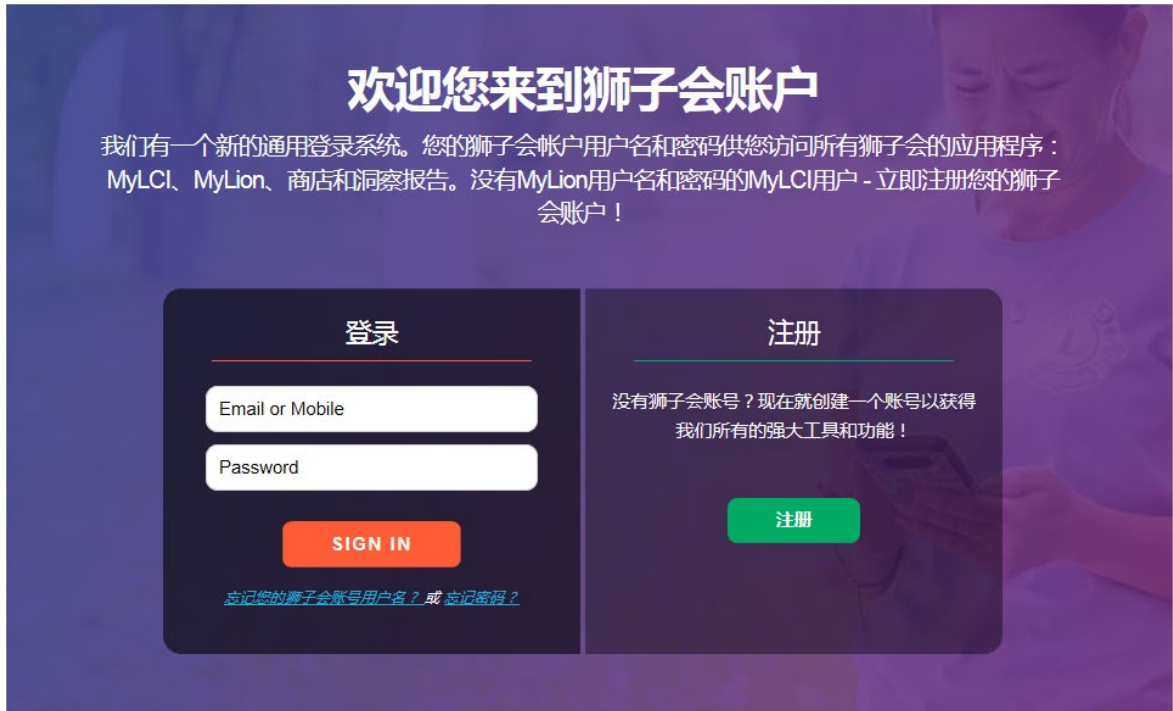 欢迎您来到狮子会账户
我们有一个新的通用登录系统。您的狮子会帐户用户名和密码供您访问所有狮子会的应用程序：
MyLCI、MyLion、商店和洞察报告。没有MyLion用户名和密码的MyLCI用户 - 立即注册您的狮子
会账户！
登录
Email or Mobile
Password
SIGN IN
忘记您的狮子会账号用户名？ 或 忘记密码？
注册
没有狮子会账号？现在就创建一个账号以获得
我们所有的强大工具和功能！
注册